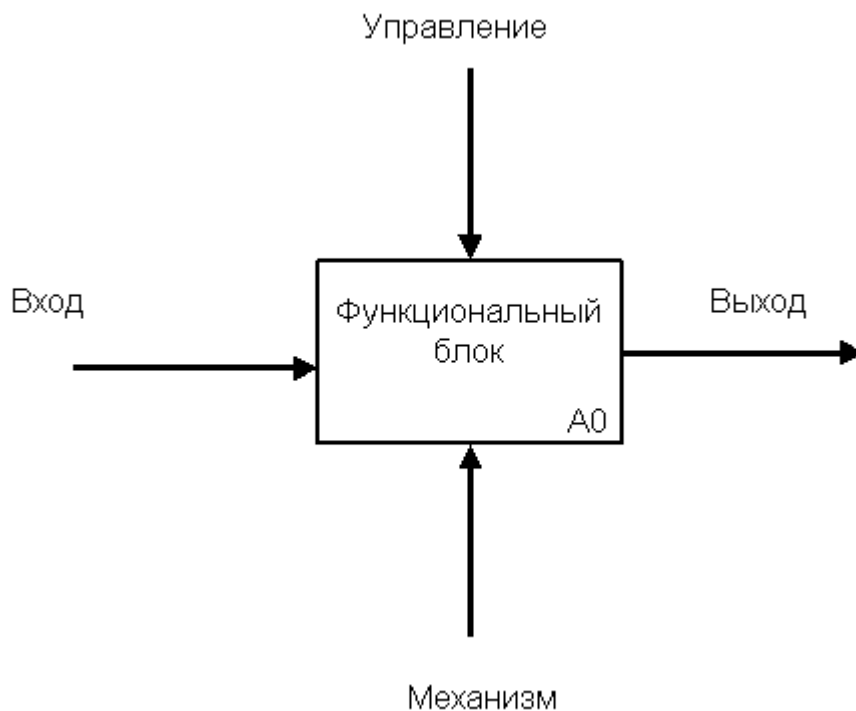 Управление
Вход
Функциональный
блок
Выход
A0
Механизм